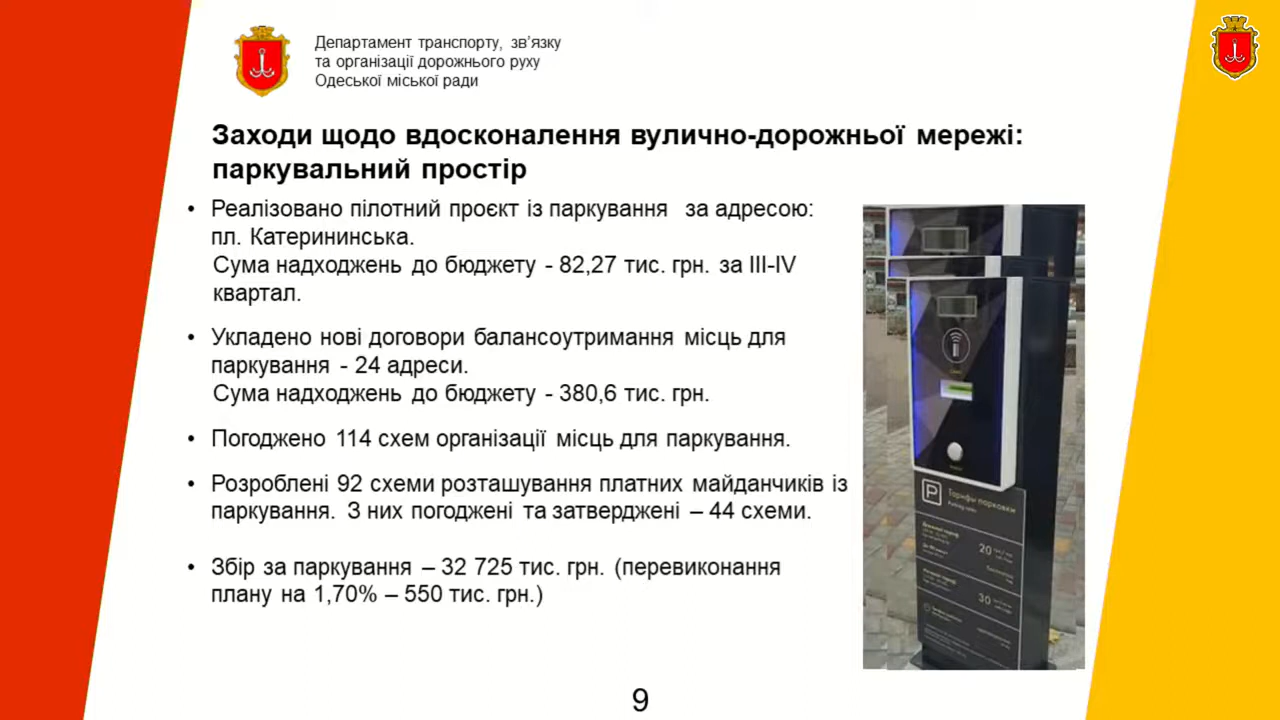 Департамент транспорту, зв’язку
та організації дорожнього руху
Одеської міської ради
Заходи щодо вдосконалення вулично-дорожньої мережі:
паркувальний простір
• Реалізовано пілотний проєкт із паркування за адресою:
пл. Катерининська.
Сума надходжень до бюджету - 82,27 тис. грн. за III-IV
квартал.
• Укладено нові договори балансоутримання місць для
паркування - 24 адреси.
Сума надходжень до бюджету - 380,6 тис. грн.
• Погоджено 114 схем організації місць для паркування.
• Розроблені 92 схеми розташування платних майданчиків із
паркування. З них погоджені та затверджені – 44 схеми.
• Збір за паркування – 32 725 тис. грн. (перевиконання
плану на 1,70% – 550 тис. грн.)
P Тарифы парковки
20
30
9